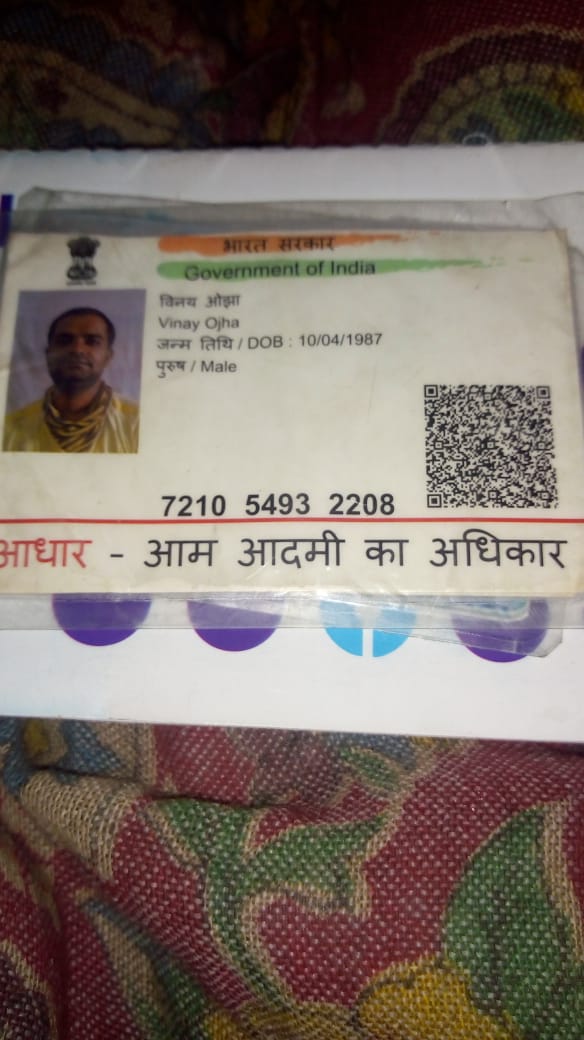 भारत सरकार
Government of India
विनय ओझा
Vinay Ojha
जन्म तिथि / DOB : 10/04/1987
पुरुष / Male
7210 5493 2208
आधार - आम आदमी का अधिकार